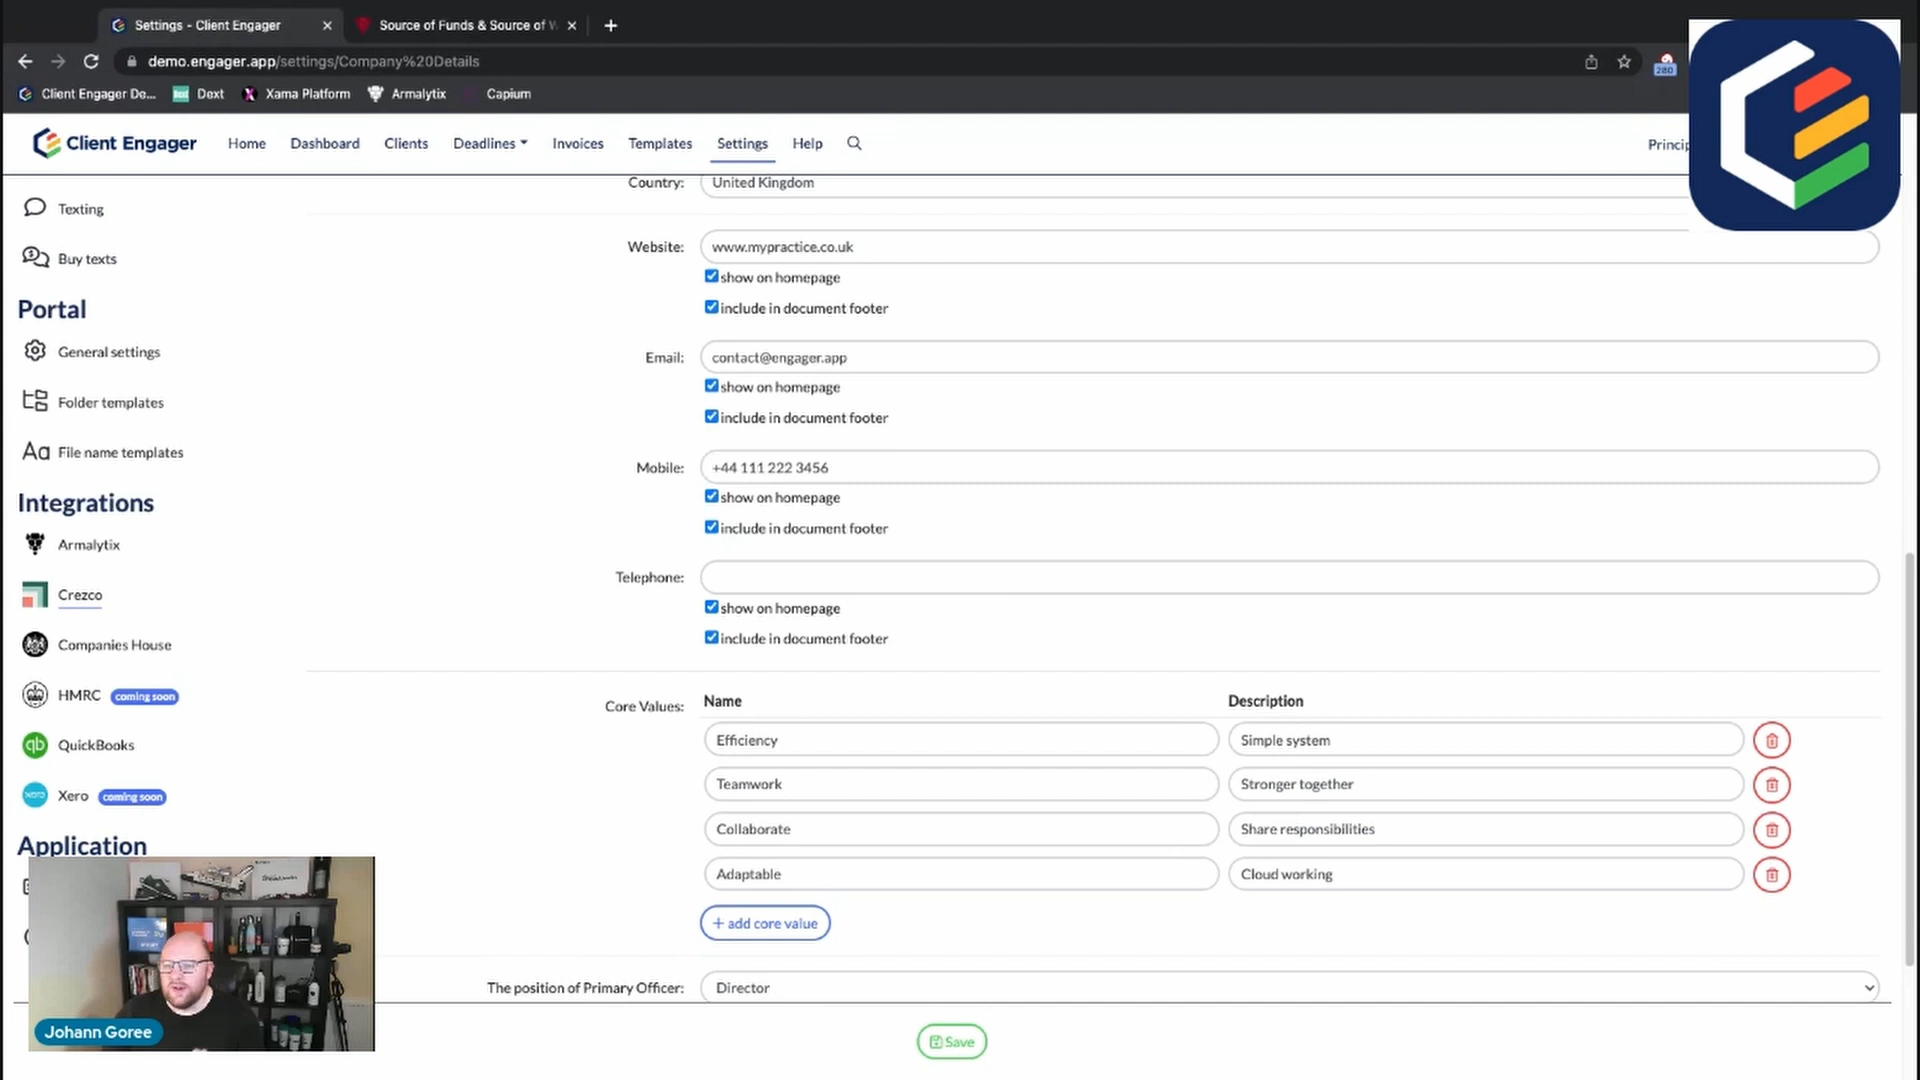 Settings - Client Engager
Source of Funds & Source of W
demo.engager.app/settings/Company%20Details
280
Client Engager De...
Dext
Xama Platform
Armalytix
Capium
Client Engager
Home
Dashboard
Clients
Deadlines
Invoices
Templates
Settings
Help
Princip
Texting
Buy texts
Portal
General settings
Folder templates
Aa File name templates
Integrations
Armalytix
Crezco
Companies House
HMRC coming soon
qb QuickBooks
xero Xero coming soon
Application
Country: United Kingdom
Website: www.mypractice.co.uk
show on homepage
include in document footer
Email: contact@engager.app
show on homepage
include in document footer
Mobile: +44 111 222 3456
show on homepage
include in document footer
Telephone:
show on homepage
include in document footer
Core Values: Name Description
Efficiency Simple system
Teamwork Stronger together
Collaborate Share responsibilities
Adaptable Cloud working
+ add core value
The position of Primary Officer: Director
Save
Johann Goree